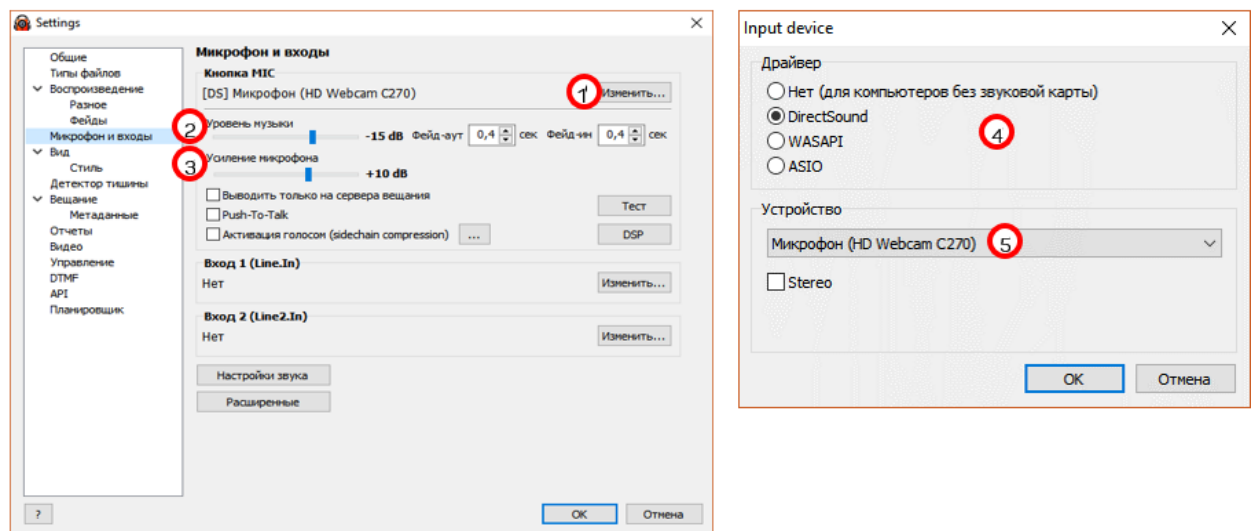 Settings
Общие
Типы файлов
Воспроизведение
Разное
Фейды
Микрофон и входы
Вид
Стиль
Детектор тишины
Вещание
Метаданные
Отчеты
Видео
Управление
DTMF
API
Планировщик
Микрофон и входы
Кнопка MIC
[DS] Микрофон (HD Webcam C270)
1
Изменить...
2
Уровень музыки
-15 dB Фейд-аут 0,4 сек Фейд-ин 0,4 сек
3
Усиление микрофона
+10 dB
Выводить только на сервера вещания
Push-To-Talk
Активация голосом (sidechain compression) ...
Тест
DSP
Вход 1 (Line.In)
Нет Изменить...
Вход 2 (Line2.In)
Нет Изменить...
Настройки звука
Расширенные
? OK Отмена
Input device
Драйвер
Нет (для компьютеров без звуковой карты)
DirectSound
WASAPI
ASIO
4
Устройство
Микрофон (HD Webcam C270) 5
Stereo
OK Отмена